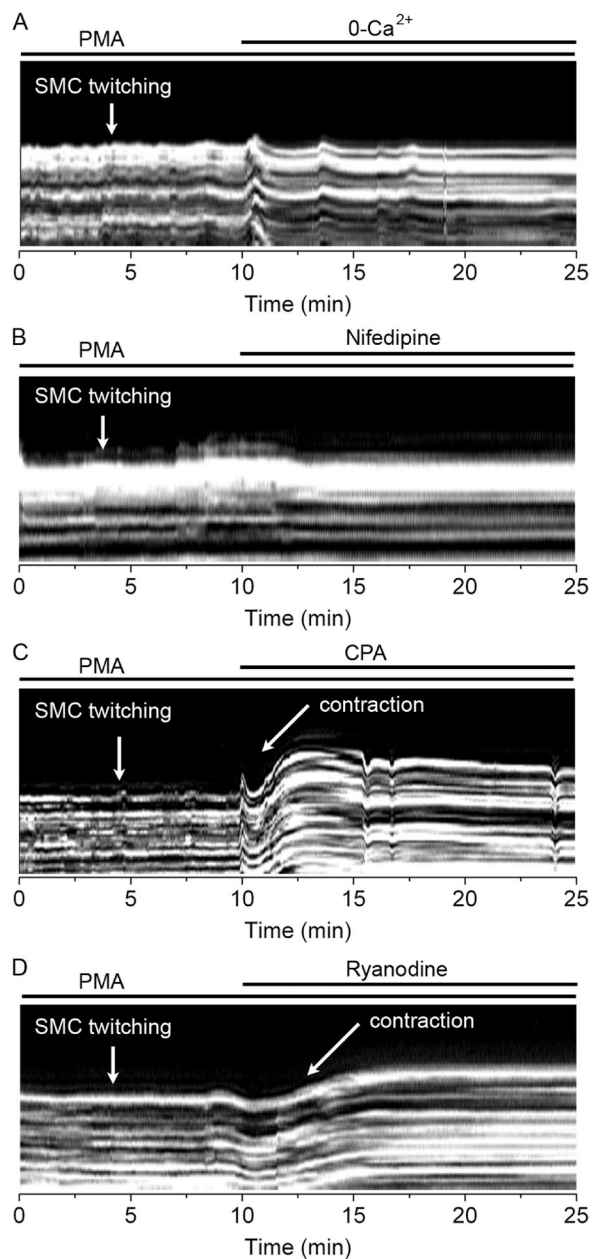 A
0-Ca²⁺
PMA
SMC twitching
0 5 10 15 20 25
Time (min)
B
Nifedipine
PMA
SMC twitching
0 5 10 15 20 25
Time (min)
C
CPA
PMA
SMC twitching
contraction
0 5 10 15 20 25
Time (min)
D
Ryanodine
PMA
SMC twitching
contraction
0 5 10 15 20 25
Time (min)